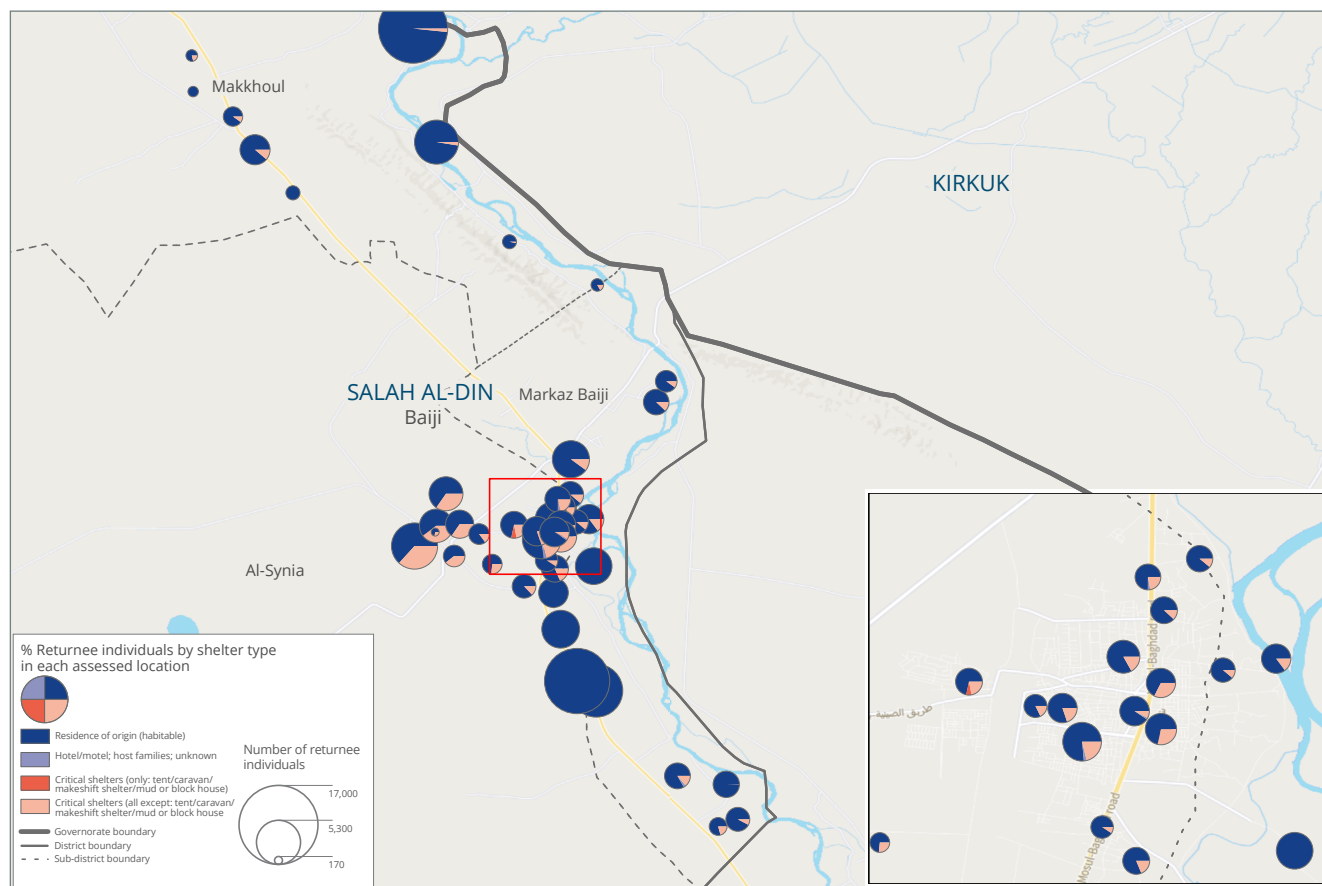 Makkhoul
KIRKUK
SALAH AL-DIN
Baiji
Markaz Baiji
Al-Synia
% Returnee individuals by shelter type
in each assessed location
Residence of origin (habitable)
Hotel/motel; host families; unknown
Critical shelters (only: tent/caravan/
makeshift shelter/mud or block house)
Critical shelters (all except: tent/caravan/
makeshift shelter/mud or block house
Governorate boundary
District boundary
Sub-district boundary
Number of returnee
individuals
17,000
5,300
170
-Baghdad
طريق الصينية
Mosul-Ba
road